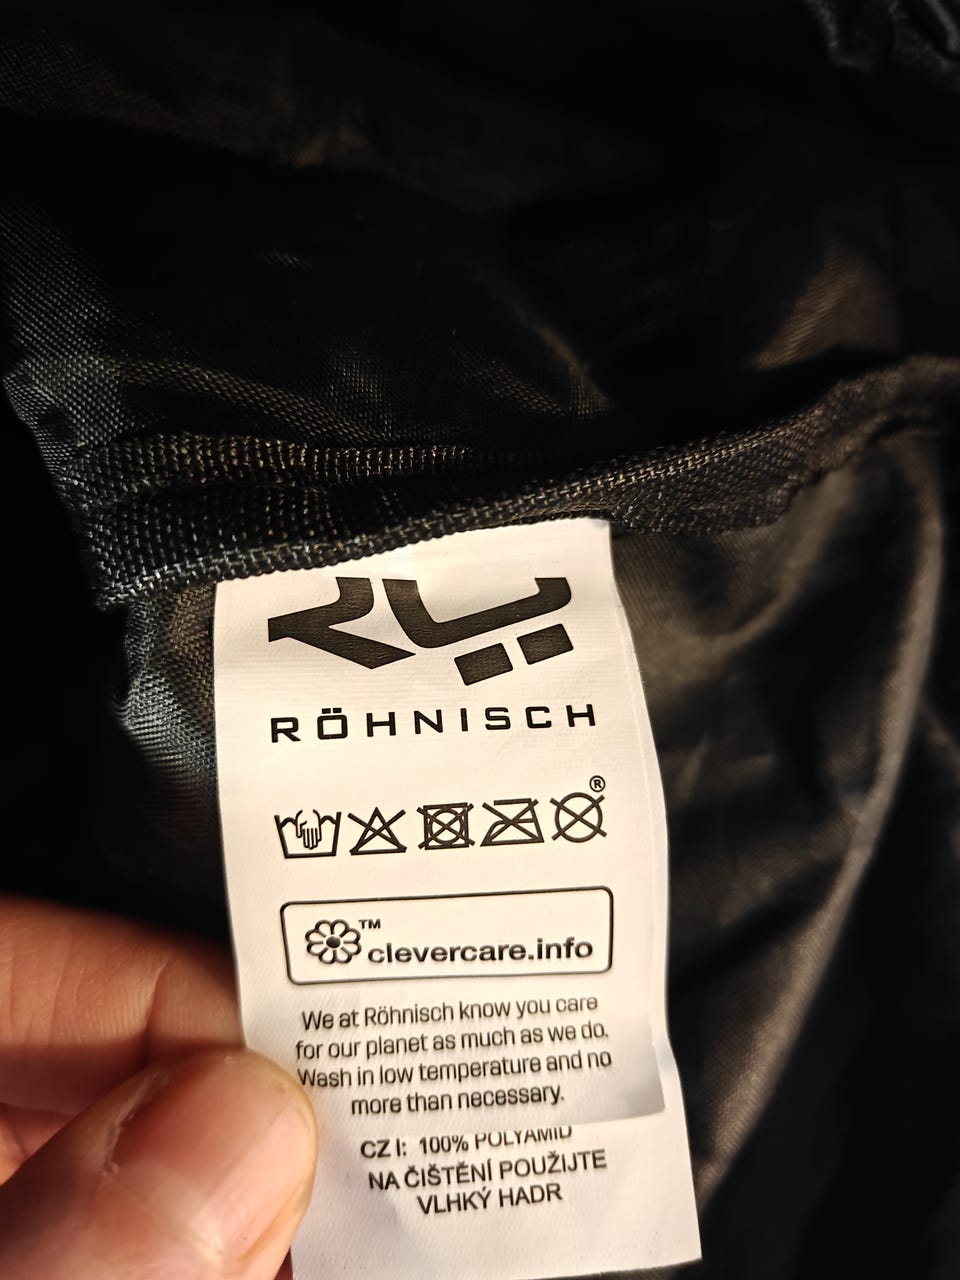 RÖHNISCH
®
™
clevercare.info
We at Röhnisch know you care
for our planet as much as we do.
Wash in low temperature and no
more than necessary.
CZ I: 100% POLYAMID
NA ČIŠTĚNÍ POUŽIJTE
VLHKÝ HADR